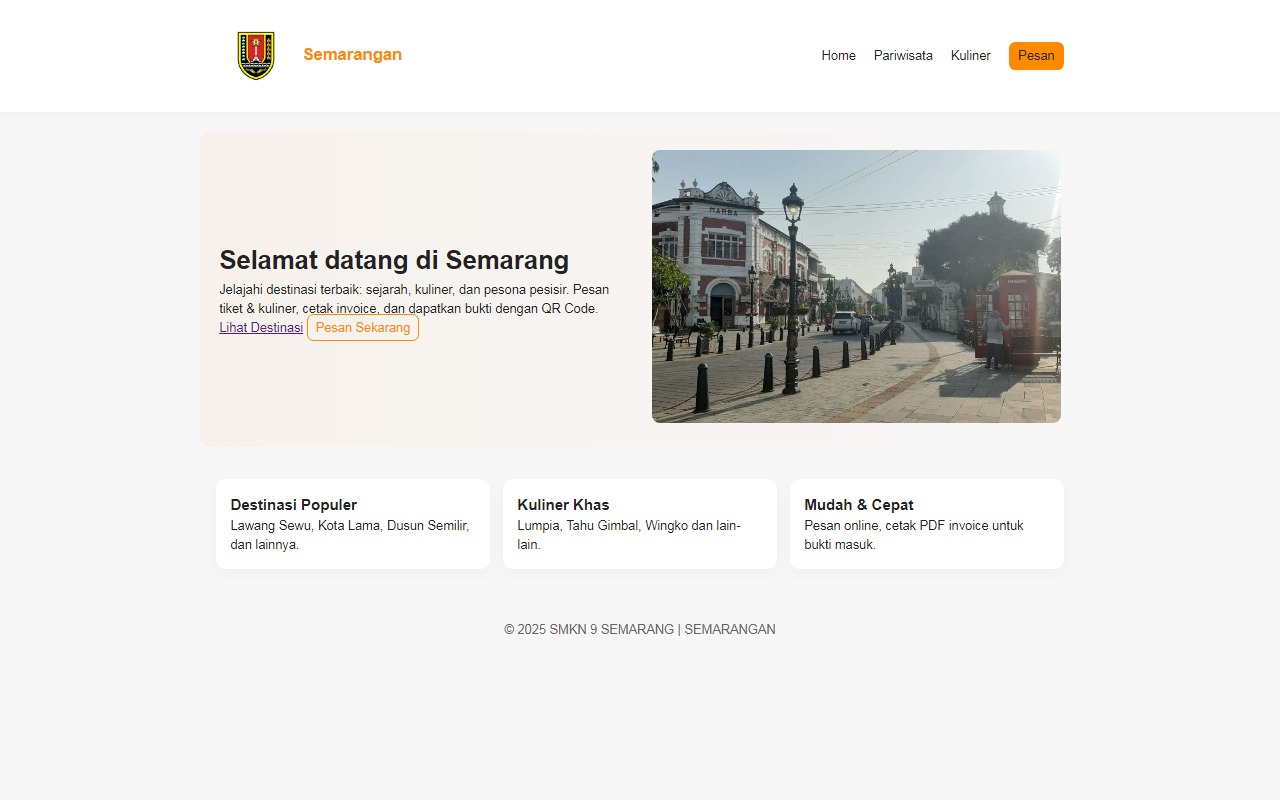 Semarangan
Home Pariwisata Kuliner Pesan
MARBA
Selamat datang di Semarang
Jelajahi destinasi terbaik: sejarah, kuliner, dan pesona pesisir. Pesan
tiket & kuliner, cetak invoice, dan dapatkan bukti dengan QR Code.
Lihat Destinasi Pesan Sekarang
Destinasi Populer
Lawang Sewu, Kota Lama, Dusun Semilir,
dan lainnya.
Kuliner Khas
Lumpia, Tahu Gimbal, Wingko dan lain-
lain.
Mudah & Cepat
Pesan online, cetak PDF invoice untuk
bukti masuk.
© 2025 SMKN 9 SEMARANG | SEMARANGAN